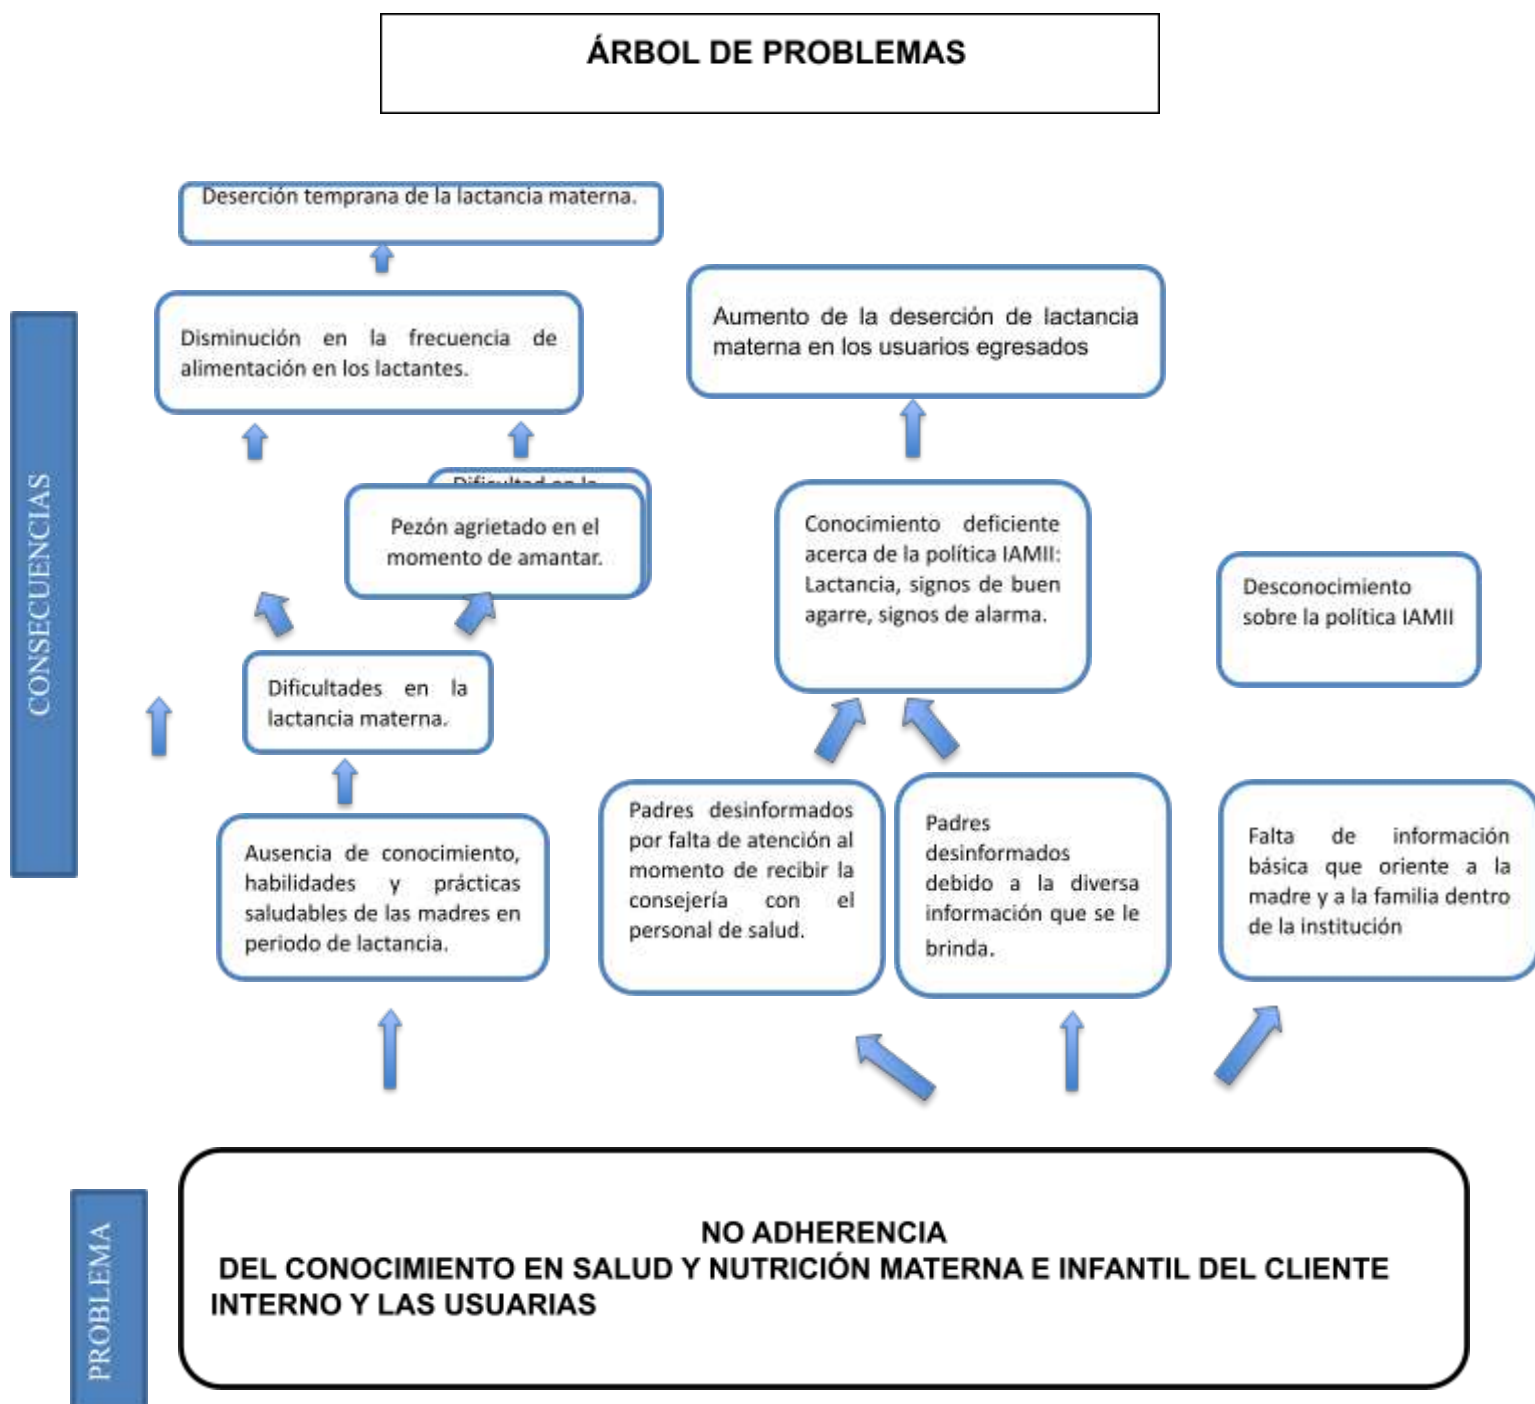 ÁRBOL DE PROBLEMAS
Deserción temprana de la lactancia materna.
Disminución en la frecuencia de
alimentación en los lactantes.
Aumento de la deserción de lactancia
materna en los usuarios egresados
CONSECUENCIAS
Dificultad en la
Pezón agrietado en el
momento de amantar.
Conocimiento deficiente
acerca de la política IAMII:
Lactancia, signos de buen
agarre, signos de alarma.
Desconocimiento
sobre la política IAMII
Dificultades en la
lactancia materna.
Ausencia de conocimiento,
habilidades y prácticas
saludables de las madres en
periodo de lactancia.
Padres desinformados
por falta de atención al
momento de recibir la
consejería con el
personal de salud.
Padres
desinformados
debido a la diversa
información que se le
brinda.
Falta de información
básica que oriente a la
madre y a la familia dentro
de la institución
PROBLEMA
NO ADHERENCIA
DEL CONOCIMIENTO EN SALUD Y NUTRICIÓN MATERNA E INFANTIL DEL CLIENTE
INTERNO Y LAS USUARIAS